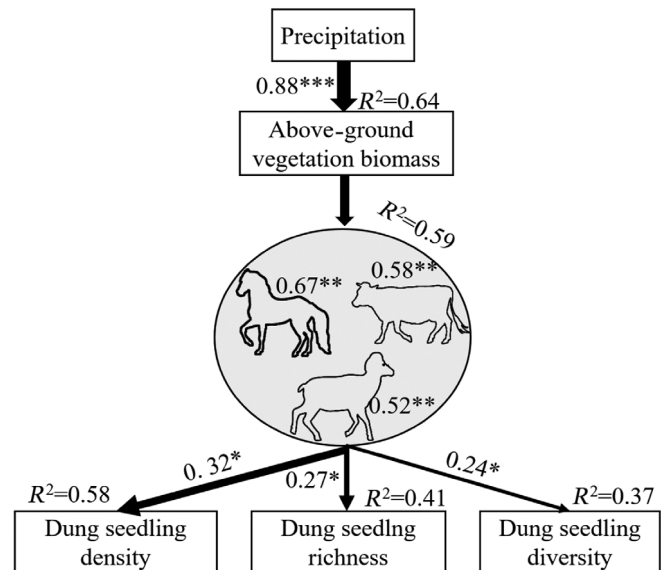 Precipitation
0.88***
R²=0.64
Above-ground
vegetation biomass
R²=0.59
0.67**
0.58**
0.52**
0.32*
0.27*
0.24*
R²=0.58
R²=0.41
R²=0.37
Dung seedling
density
Dung seedlng
richness
Dung seedling
diversity